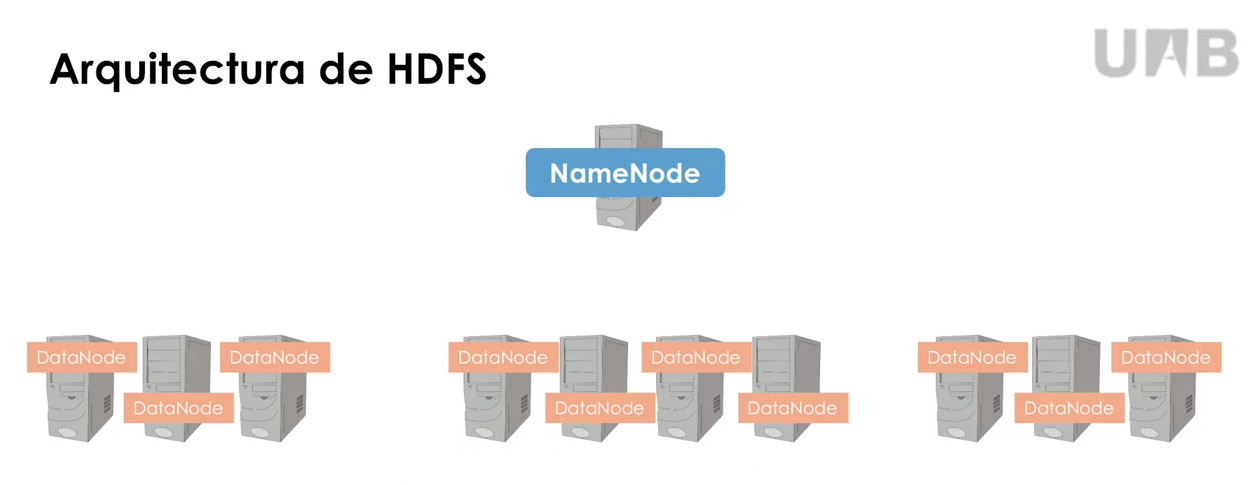 UAB
Arquitectura de HDFS
NameNode
DataNode
DataNode
DataNode
DataNode
DataNode
DataNode
DataNode
DataNode
DataNode
DataNode